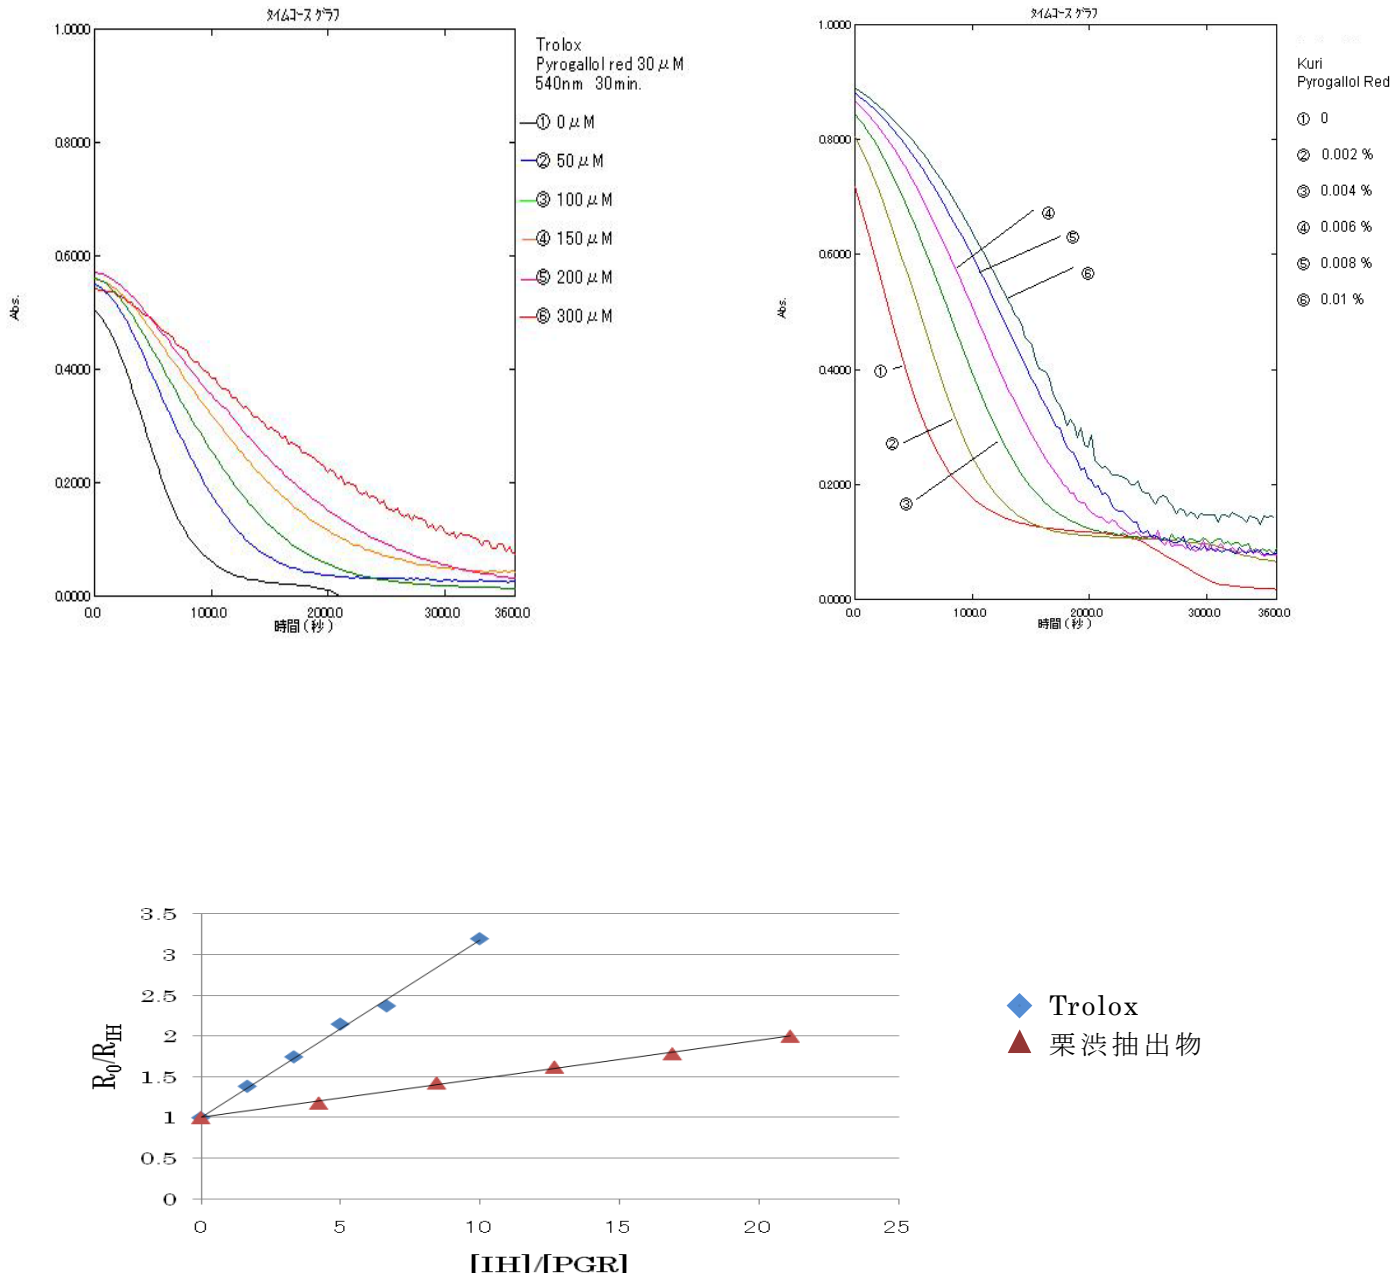 タイムコース グラフ
1.0000
0.8000
0.6000
0.4000
0.2000
0.0000
Abs.
0.0
1000.0
2000.0
3000.0
3600.0
時間(秒)
Trolox
Pyrogallol red 30 μM
540nm 30min.
① 0 μM
② 50 μM
③ 100 μM
④ 150 μM
⑤ 200 μM
⑥ 300 μM
タイムコース グラフ
1.0000
0.8000
0.6000
0.4000
0.2000
0.0000
Abs.
0.0
1000.0
2000.0
3000.0
3600.0
時間(秒)
④
⑤
⑥
①
②
③
Kuri
Pyrogallol Red
① 0
② 0.002 %
③ 0.004 %
④ 0.006 %
⑤ 0.008 %
⑥ 0.01 %
3.5
3
2.5
2
1.5
1
0.5
0
R0/RIH
0 5 10 15 20 25
[IH]/[PGR]
Trolox
栗渋抽出物